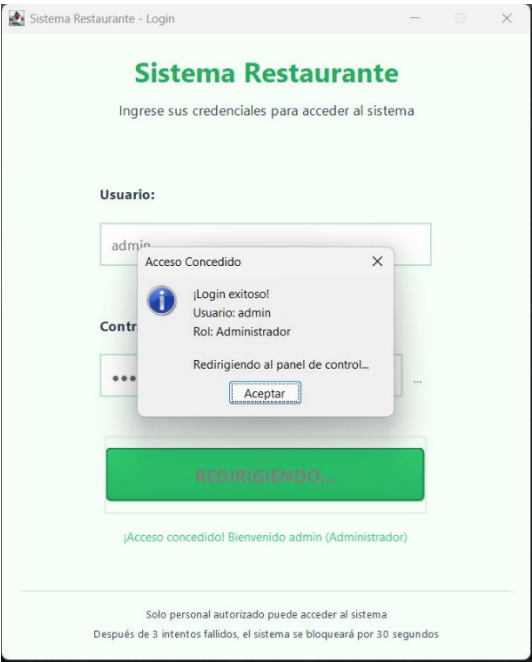 Sistema Restaurante - Login
Sistema Restaurante
Ingrese sus credenciales para acceder al sistema
Usuario:
admin
Acceso Concedido
¡Login exitoso!
Usuario: admin
Rol: Administrador
Contr
Redirigiendo al panel de control...
...
Aceptar
REDIRIGIENDO...
¡Acceso concedido! Bienvenido admin (Administrador)
Solo personal autorizado puede acceder al sistema
Después de 3 intentos fallidos, el sistema se bloqueará por 30 segundos